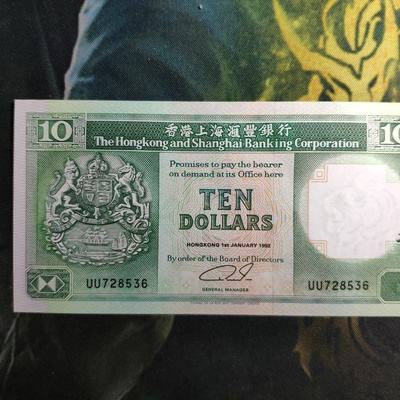 10
香港上海滙豐銀行
10
The Hongkong and Shanghai Banking Corporation
Promises to pay the bearer
on demand at its Office here
TEN
DOLLARS
HONGKONG 1st JANUARY 1992
By order of the Board of Directors
GENERAL MANAGER
UU728536
UU728536